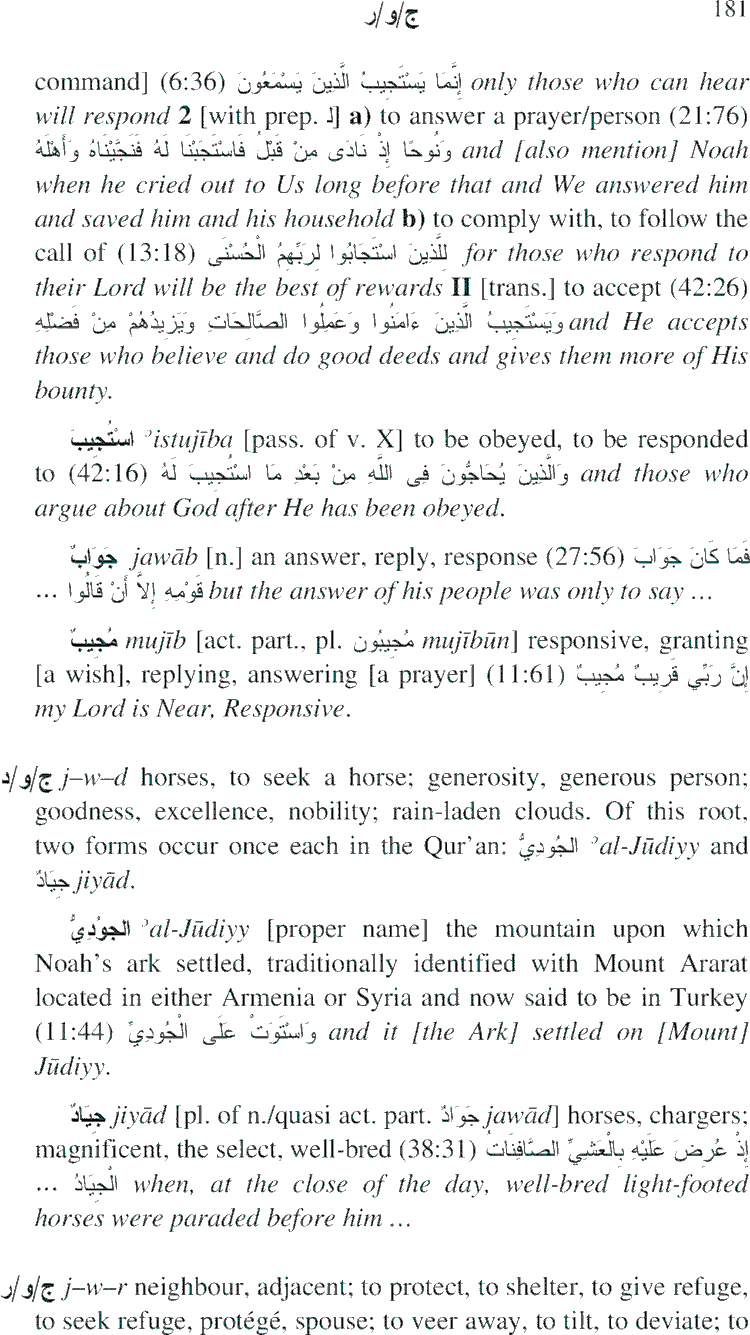 ج/و/ر 181
command] (6:36) إِنَّمَا يَسْتَجِيبُ الَّذِينَ يَسْمَعُونَ only those who can hear
will respond 2 [with prep. لـ] a) to answer a prayer/person (21:76)
وَنُوحًا إِذْ نَادَى مِنْ قَبْلُ فَاسْتَجَبْنَا لَهُ فَنَجَّيْنَاهُ وَأَهْلَهُ and [also mention] Noah
when he cried out to Us long before that and We answered him
and saved him and his household b) to comply with, to follow the
call of (13:18) لِلَّذِينَ اسْتَجَابُوا لِرَبِّهِمُ الْحُسْنَى for those who respond to
their Lord will be the best of rewards II [trans.] to accept (42:26)
وَيَسْتَجِيبُ الَّذِينَ ءَامَنُوا وَعَمِلُوا الصَّالِحَاتِ وَيَزِيدُهُمْ مِنْ فَضْلِهِ and He accepts
those who believe and do good deeds and gives them more of His
bounty.
اسْتُجِيبَ ʾistujība [pass. of v. X] to be obeyed, to be responded
to (42:16) وَالَّذِينَ يُحَاجُّونَ فِى اللَّهِ مِنْ بَعْدِ مَا اسْتُجِيبَ لَهُ and those who
argue about God after He has been obeyed.
جَوَابٌ jawāb [n.] an answer, reply, response (27:56) فَمَا كَانَ جَوَابَ
قَوْمِهِ إِلاَّ أَنْ قَالُوا ... but the answer of his people was only to say ...
مُجِيبٌ mujīb [act. part., pl. مُجِيبُون mujībūn] responsive, granting
[a wish], replying, answering [a prayer] (11:61) إِنَّ رَبِّي قَرِيبٌ مُجِيبٌ
my Lord is Near, Responsive.
ج/و/د j–w–d horses, to seek a horse; generosity, generous person;
goodness, excellence, nobility; rain-laden clouds. Of this root,
two forms occur once each in the Qur'an: الجُودِيُّ ʾal-Jūdiyy and
جِيَادٌ jiyād.
الجوْدِيُّ ʾal-Jūdiyy [proper name] the mountain upon which
Noah's ark settled, traditionally identified with Mount Ararat
located in either Armenia or Syria and now said to be in Turkey
(11:44) وَاسْتَوَتْ عَلَى الْجُودِيِّ and it [the Ark] settled on [Mount]
Jūdiyy.
جِيَادٌ jiyād [pl. of n./quasi act. part. جَوَادٌ jawād] horses, chargers;
magnificent, the select, well-bred (38:31) إِذْ عُرِضَ عَلَيْهِ بِالْعَشِيِّ الصَّافِنَاتُ
الْجِيَادُ ... when, at the close of the day, well-bred light-footed
horses were paraded before him ...
ج/و/ر j–w–r neighbour, adjacent; to protect, to shelter, to give refuge,
to seek refuge, protégé, spouse; to veer away, to tilt, to deviate; to